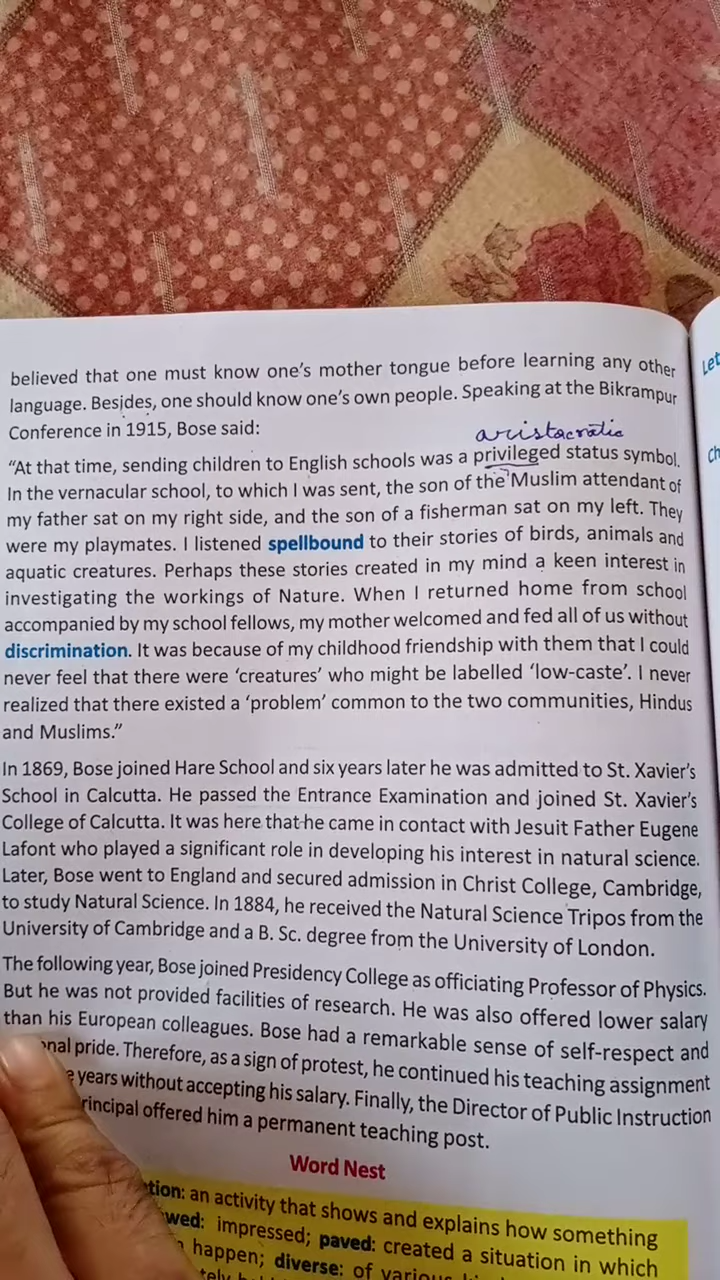 believed that one must know one's mother tongue before learning any other
language. Besides, one should know one's own people. Speaking at the Bikrampur
Conference in 1915, Bose said:
aristocratic
"At that time, sending children to English schools was a privileged status symbol.
In the vernacular school, to which I was sent, the son of the Muslim attendant of
my father sat on my right side, and the son of a fisherman sat on my left. They
were my playmates. I listened spellbound to their stories of birds, animals and
aquatic creatures. Perhaps these stories created in my mind a keen interest in
investigating the workings of Nature. When I returned home from school
accompanied by my school fellows, my mother welcomed and fed all of us without
discrimination. It was because of my childhood friendship with them that I could
never feel that there were 'creatures' who might be labelled 'low-caste'. I never
realized that there existed a 'problem' common to the two communities, Hindus
and Muslims."
In 1869, Bose joined Hare School and six years later he was admitted to St. Xavier's
School in Calcutta. He passed the Entrance Examination and joined St. Xavier's
College of Calcutta. It was here that he came in contact with Jesuit Father Eugene
Lafont who played a significant role in developing his interest in natural science.
Later, Bose went to England and secured admission in Christ College, Cambridge,
to study Natural Science. In 1884, he received the Natural Science Tripos from the
University of Cambridge and a B. Sc. degree from the University of London.
The following year, Bose joined Presidency College as officiating Professor of Physics.
But he was not provided facilities of research. He was also offered lower salary
than his European colleagues. Bose had a remarkable sense of self-respect and
onal pride. Therefore, as a sign of protest, he continued his teaching assignment
years without accepting his salary. Finally, the Director of Public Instruction
rincipal offered him a permanent teaching post.
Word Nest
tion: an activity that shows and explains how something
wed: impressed; paved: created a situation in which
happen; diverse: of various
Let
Ch